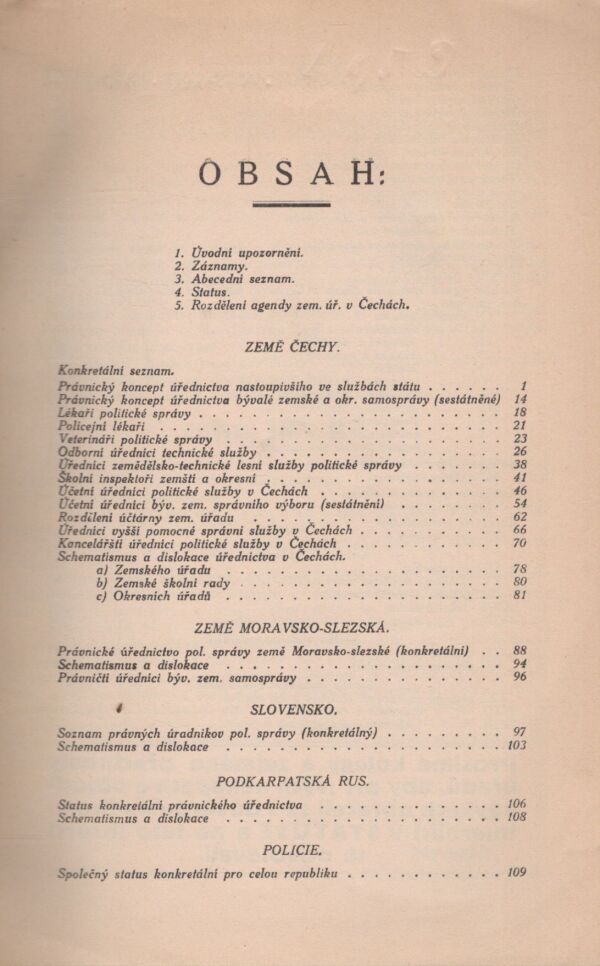 OBSAH:
1. Úvodní upozornění.
2. Záznamy.
3. Abecední seznam.
4. Status.
5. Rozdělení agendy zem. úř. v Čechách.
ZEMĚ ČECHY.
Konkretální seznam.
Právnický koncept úřednictva nastoupivšího ve službách státu . . . . . . 1
Právnický koncept úřednictva bývalé zemské a okr. samosprávy (sestátněné) 14
Lékaři politické správy . . . . . . . . . . . . . . . . . . . 18
Policejní lékaři . . . . . . . . . . . . . . . . . . . . . 21
Veterináři politické správy . . . . . . . . . . . . . . . . . . 23
Odborní úředníci technické služby . . . . . . . . . . . . . . . 26
Úředníci zemědělsko-technické lesní služby politické správy . . . . . . . 38
Školní inspektoři zemští a okresní . . . . . . . . . . . . . . . 41
Účetní úředníci politické služby v Čechách . . . . . . . . . . . . 46
Účetní úředníci býv. zem. správního výboru (sestátnění) . . . . . . . . 54
Rozdělení účtárny zem. úřadu . . . . . . . . . . . . . . . . 62
Úředníci vyšší pomocné správní služby v Čechách . . . . . . . . . . 66
Kancelářští úředníci politické služby v Čechách . . . . . . . . . . . 70
Schematismus a dislokace úřednictva v Čechách.
a) Zemského úřadu . . . . . . . . . . . . . . . . . . 78
b) Zemské školní rady . . . . . . . . . . . . . . . . . 80
c) Okresních úřadů . . . . . . . . . . . . . . . . . . 81
ZEMĚ MORAVSKO-SLEZSKÁ.
Právnické úřednictvo pol. správy země Moravsko-slezské (konkretální) . . 88
Schematismus a dislokace . . . . . . . . . . . . . . . . . . 94
Právničtí úředníci býv. zem. samosprávy . . . . . . . . . . . . . 96
SLOVENSKO.
Soznam právných úradníkov pol. správy (konkretálný) . . . . . . . . . 97
Schematismus a dislokace . . . . . . . . . . . . . . . . . . 103
PODKARPATSKÁ RUS.
Status konkretální právnického úřednictva . . . . . . . . . . . . 106
Schematismus a dislokace . . . . . . . . . . . . . . . . . . 108
POLICIE.
Společný status konkretální pro celou republiku . . . . . . . . . . . 109